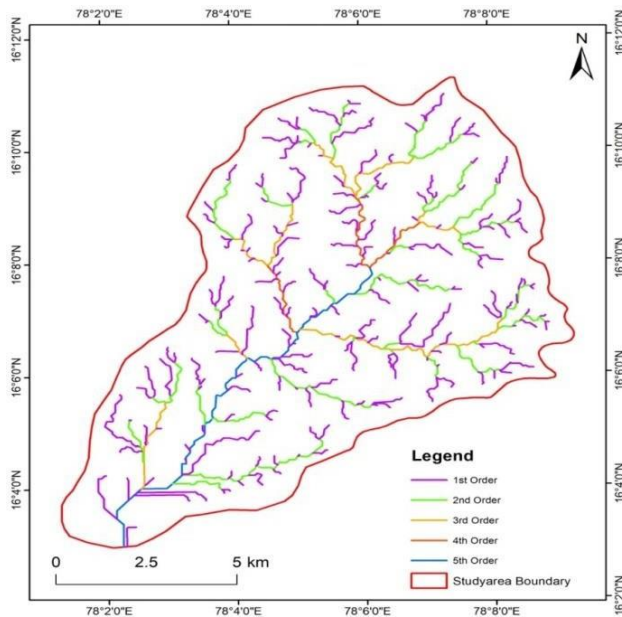 78°2'0"E 78°4'0"E 78°6'0"E 78°8'0"E
16°12'0"N 16°12'0"N
N
16°10'0"N 16°10'0"N
16°8'0"N 16°8'0"N
16°6'0"N 16°6'0"N
16°4'0"N 16°4'0"N
16°2'0"N
Legend
1st Order
2nd Order
3rd Order
4th Order
5th Order
Studyarea Boundary
0 2.5 5 km
78°2'0"E 78°4'0"E 78°6'0"E 78°8'0"E